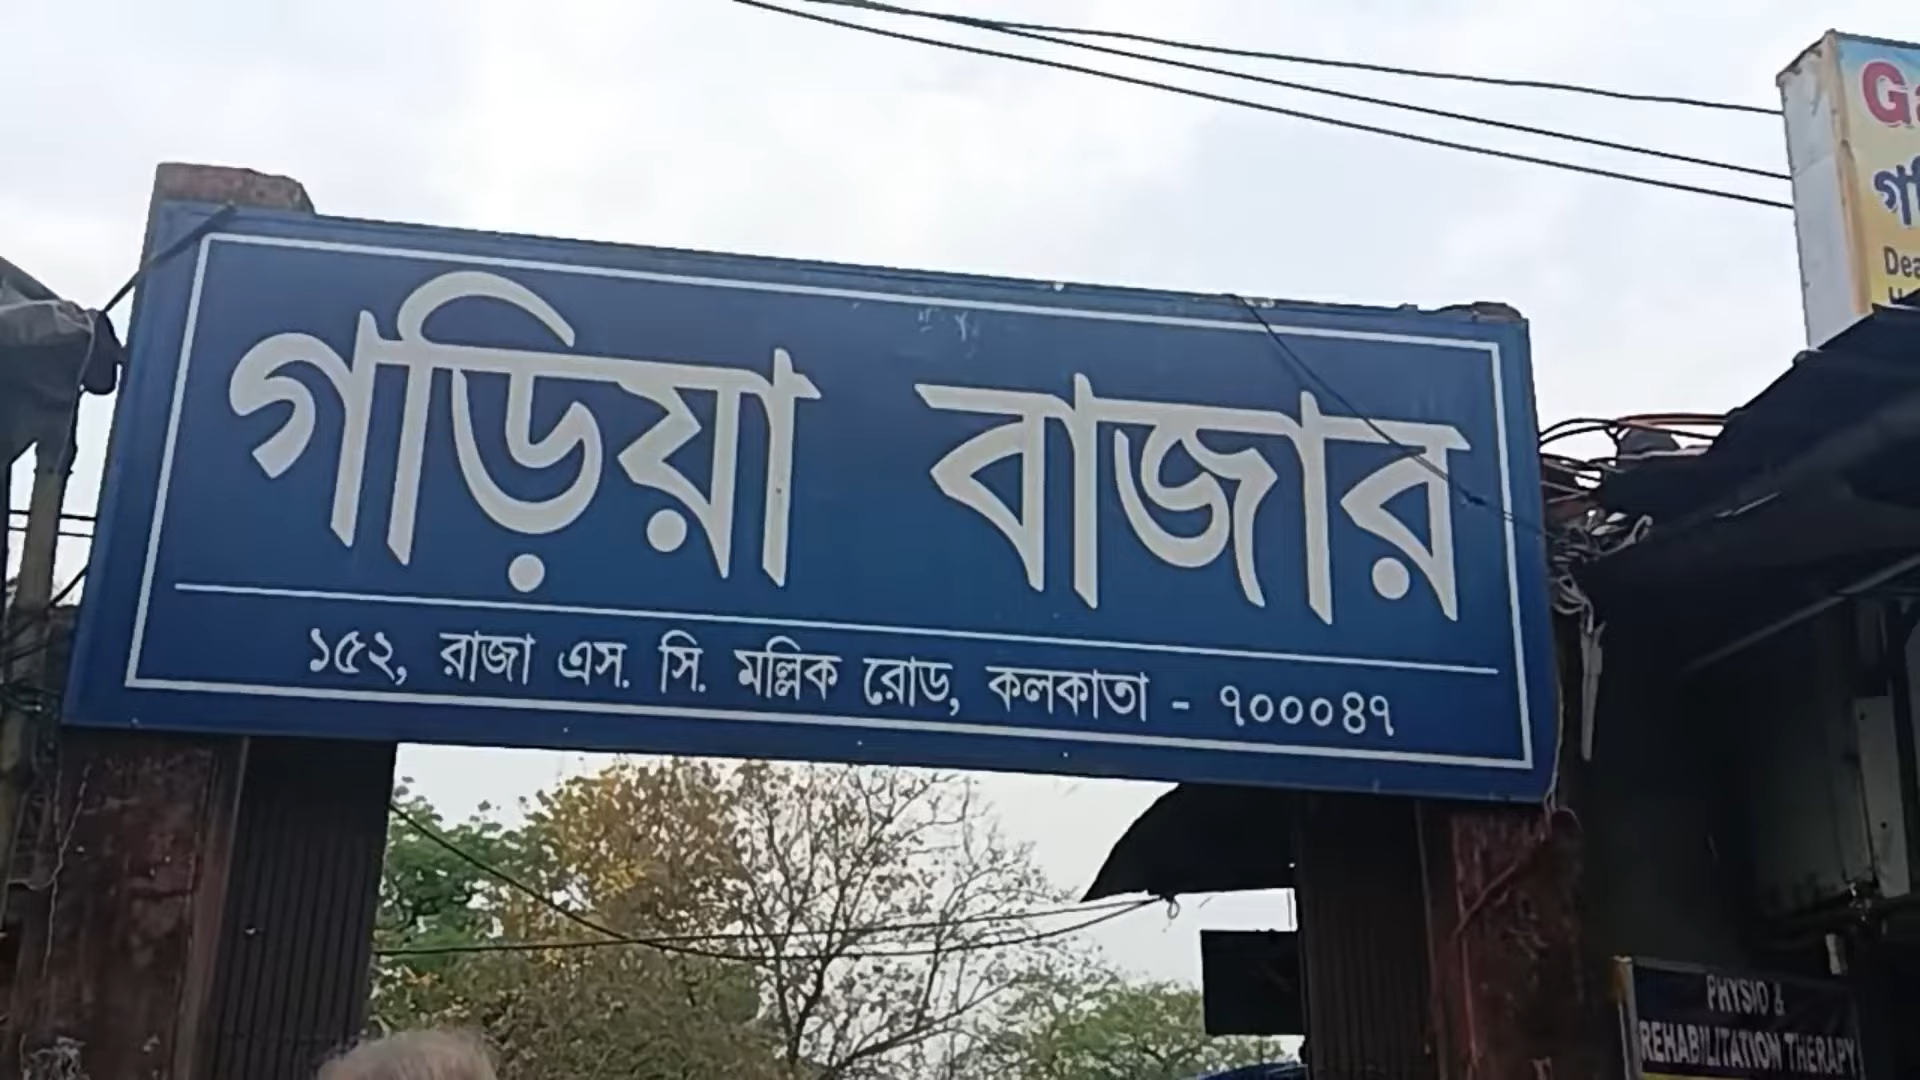 গড়িয়া বাজার
১৫২, রাজা এস. সি. মল্লিক রোড, কলকাতা - ৭০০০৪৭
PHYSIO &
REHABILITATION THERAPY